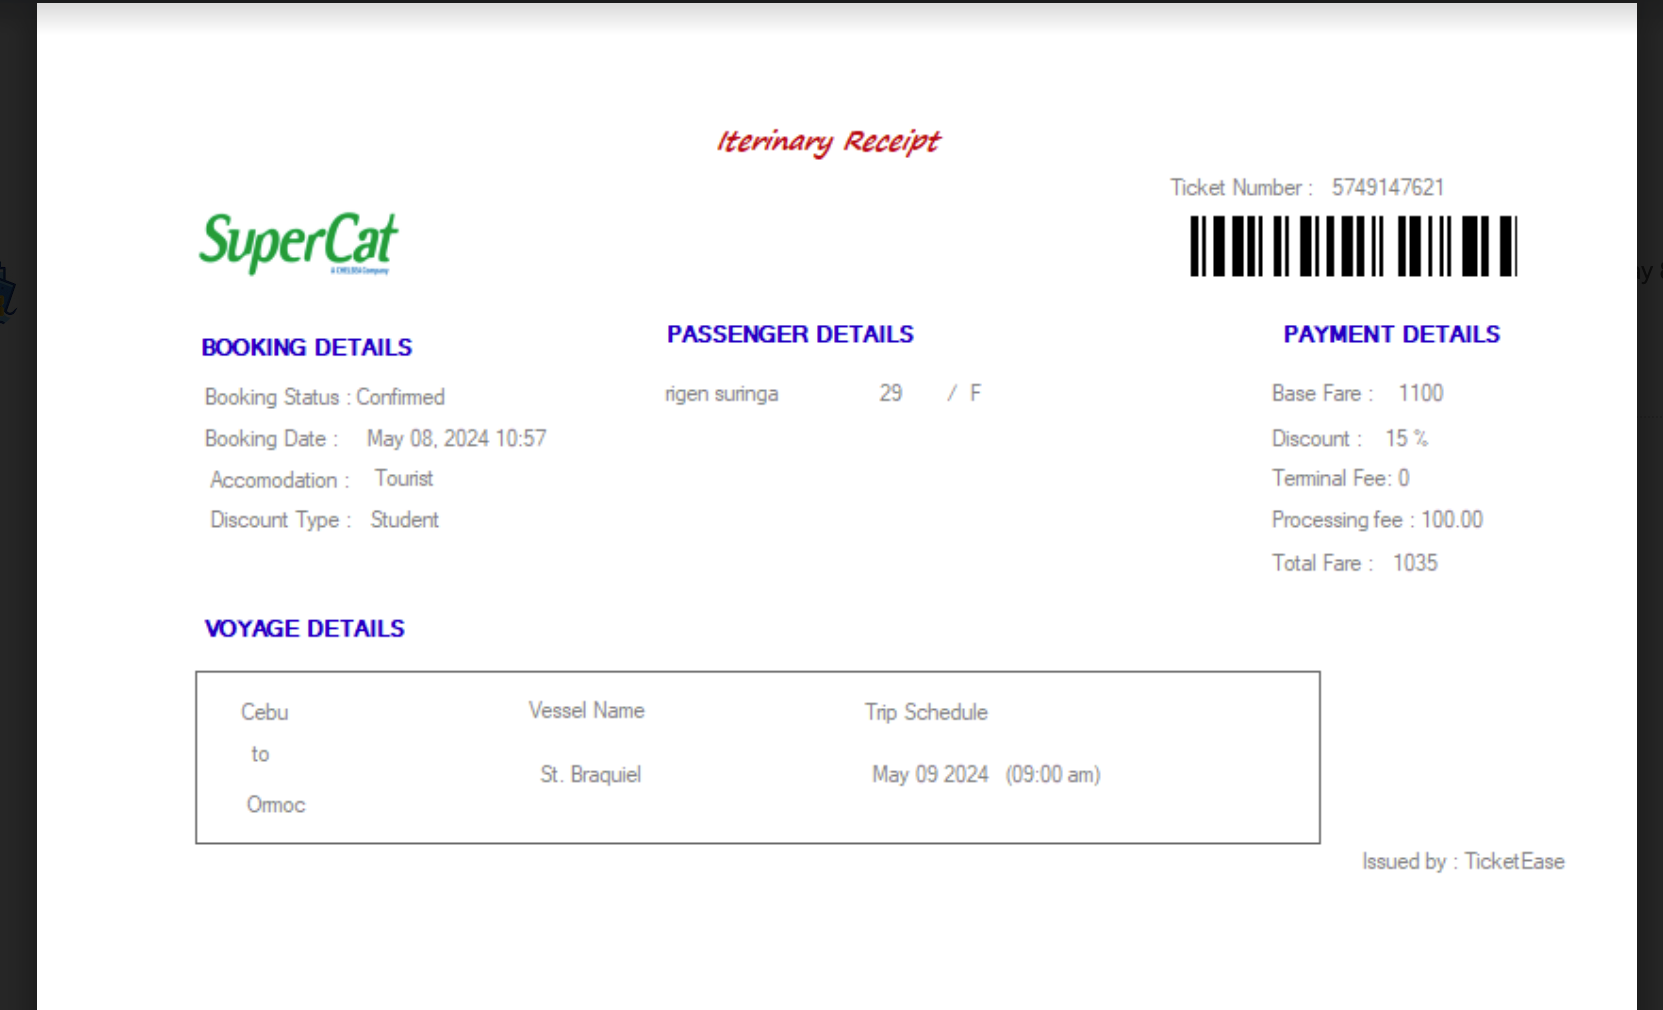 Iterinary Receipt
Ticket Number : 5749147621
SuperCat
A CHELSEA Company
BOOKING DETAILS
Booking Status : Confirmed
Booking Date : May 08, 2024 10:57
Accomodation : Tourist
Discount Type : Student
PASSENGER DETAILS
rigen suringa 29 / F
PAYMENT DETAILS
Base Fare : 1100
Discount : 15 %
Terminal Fee: 0
Processing fee : 100.00
Total Fare : 1035
VOYAGE DETAILS
Cebu
to
Ormoc
Vessel Name
St. Braquiel
Trip Schedule
May 09 2024 (09:00 am)
Issued by : TicketEase